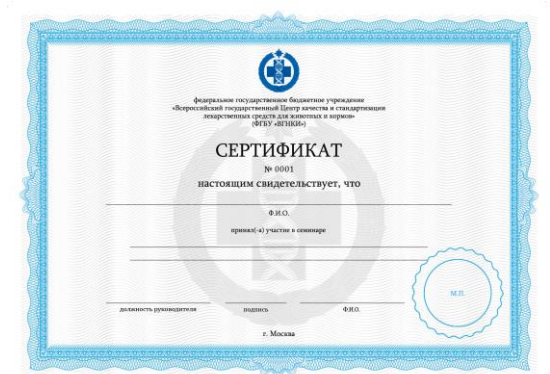 федеральное государственное бюджетное учреждение
«Всероссийский государственный Центр качества и стандартизации
лекарственных средств для животных и кормов»
(ФГБУ «ВГНКИ»)
СЕРТИФИКАТ
№ 0001
настоящим свидетельствует, что
Ф.И.О.
принял(-а) участие в семинаре
М.П.
должность руководителя подпись Ф.И.О.
г. Москва